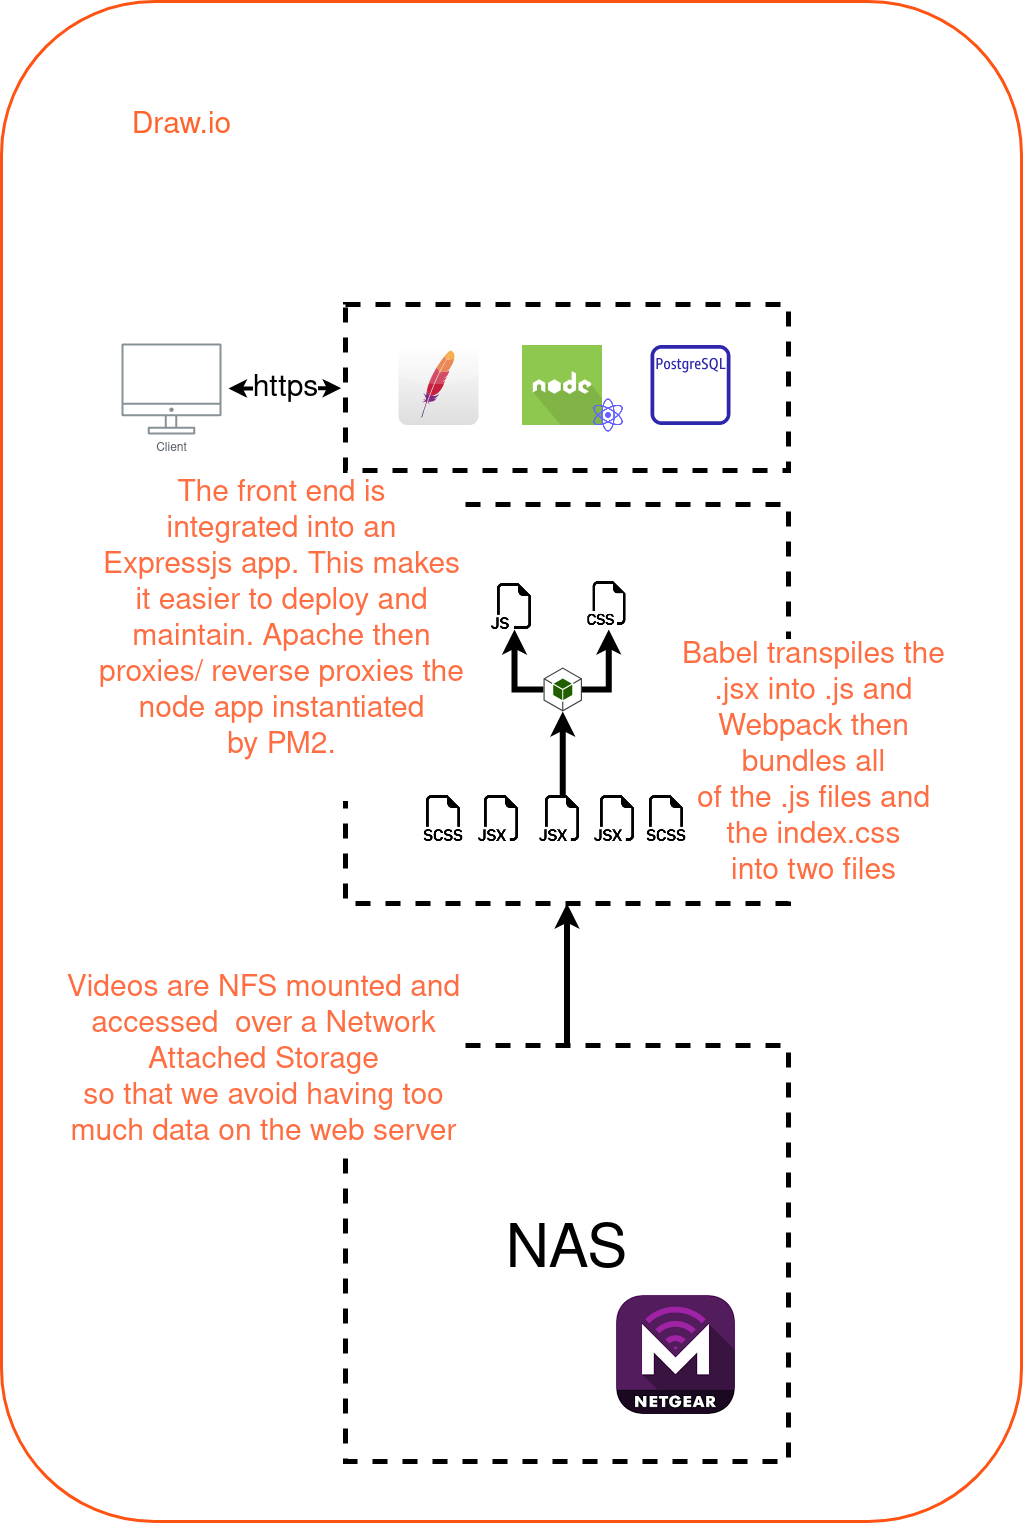 Draw.io
https
node
PostgreSQL
Client
The front end is
integrated into an
Expressjs app. This makes
it easier to deploy and
maintain. Apache then
proxies/ reverse proxies the
node app instantiated
by PM2.
JS
CSS
Babel transpiles the
.jsx into .js and
Webpack then
bundles all
of the .js files and
the index.css
into two files
SCSS
JSX
JSX
JSX
SCSS
Videos are NFS mounted and
accessed  over a Network
Attached Storage
so that we avoid having too
much data on the web server
NAS
M
NETGEAR